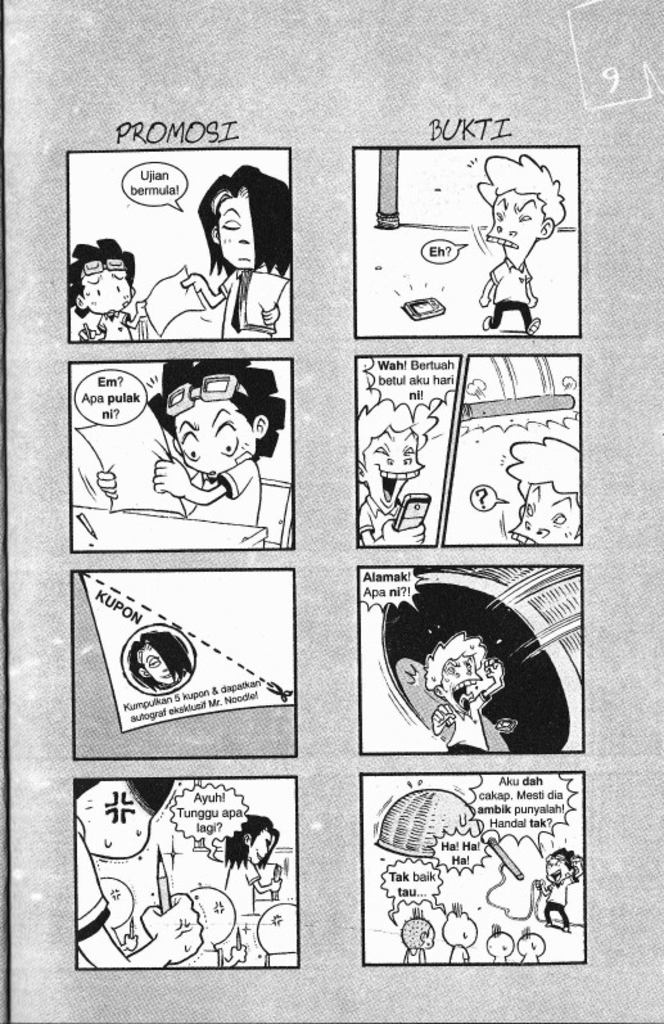 9
PROMOSI
Ujian
bermula!
Em?
Apa pulak
ni?
KUPON
Kumpulkan 5 kupon & dapatkan
autograf eksklusif Mr. Noodle!
Ayuh!
Tunggu apa
lagi?
BUKTI
Eh?
Wah! Bertuah
betul aku hari
ni!
?
Alamak!
Apa ni?!
Aku dah
cakap. Mesti dia
ambik punyalah!
Handal tak?
Ha! Ha!
Ha!
Tak baik
tau...